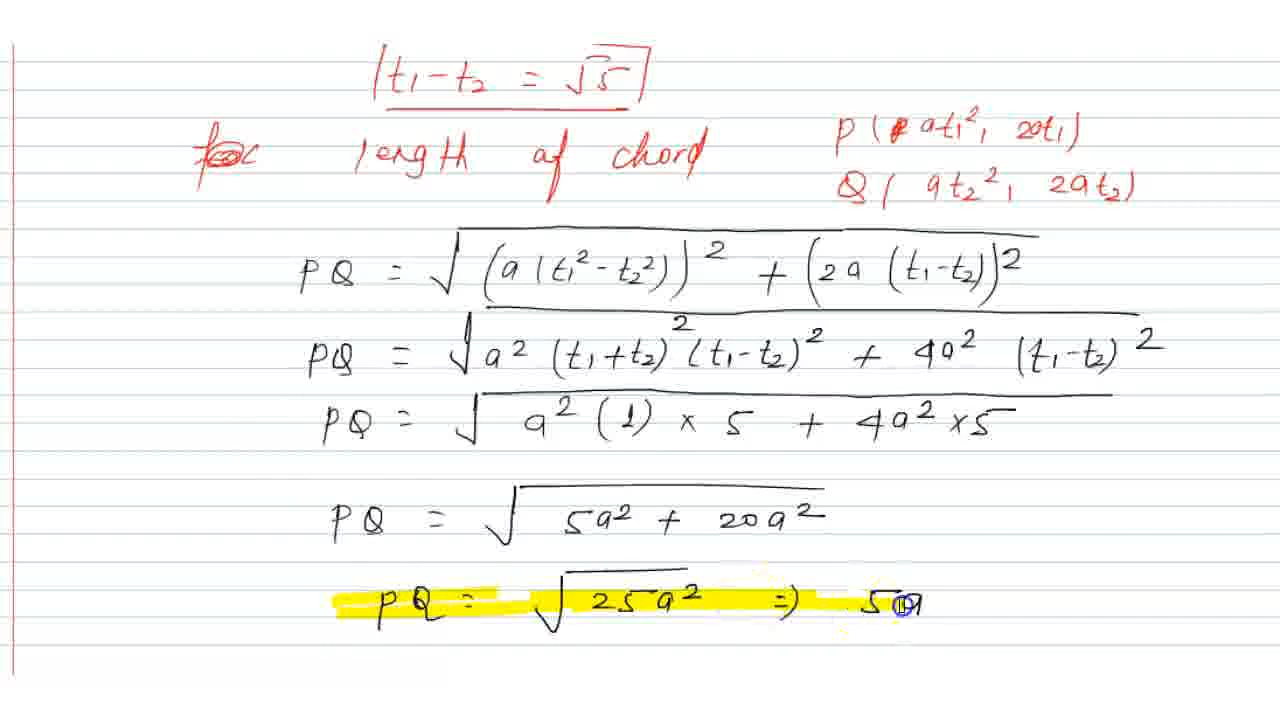 |t₁ - t₂ = √5|
length of chord
P ( at₁², 2at₁)
Q ( at₂², 2at₂)
PQ = √(a(t₁² - t₂²))² + (2a (t₁-t₂))²
PQ = √a² (t₁+t₂)² (t₁-t₂)² + 4a² (t₁-t₂)²
PQ = √a² (1) × 5 + 4a² × 5
PQ = √5a² + 20a²
PQ = √25a² ⇒ 5a